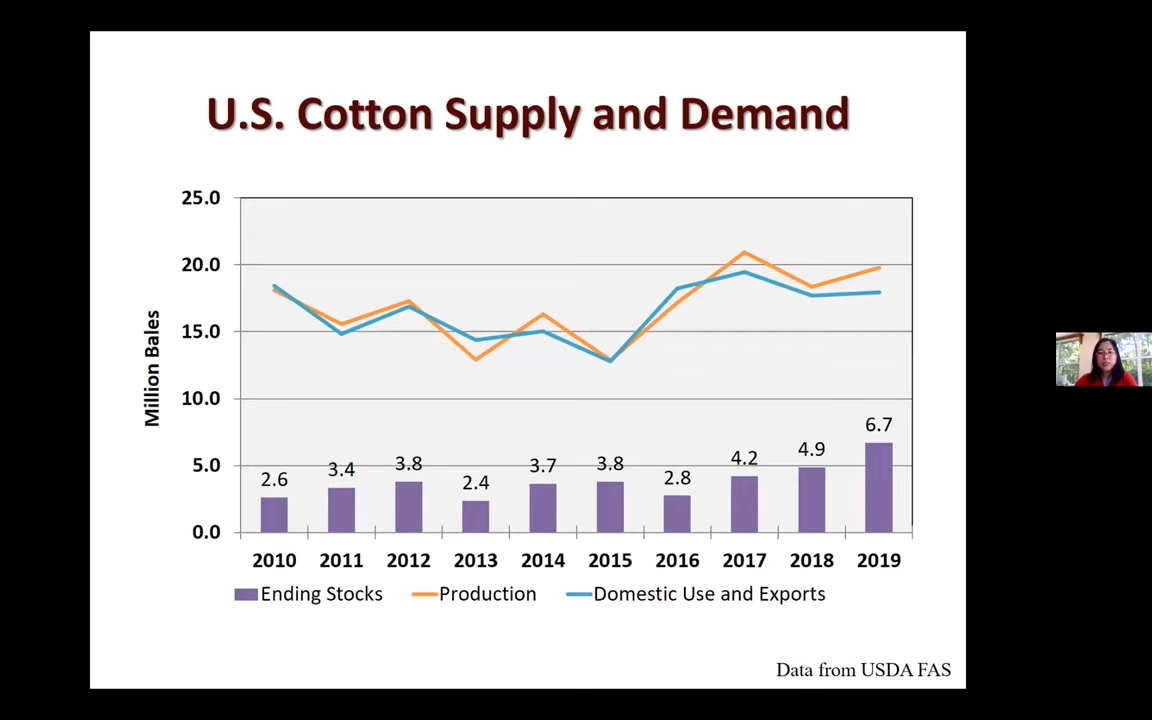 U.S. Cotton Supply and Demand
25.0
20.0
15.0
10.0
5.0
0.0
Million Bales
2.6 3.4 3.8 2.4 3.7 3.8 2.8 4.2 4.9 6.7
2010 2011 2012 2013 2014 2015 2016 2017 2018 2019
Ending Stocks Production Domestic Use and Exports
Data from USDA FAS